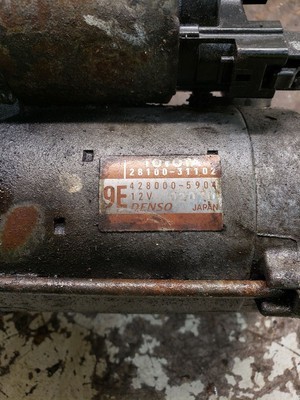 TOYOTA
28100-31102
9E 428000-5904
12V
DENSO JAPAN